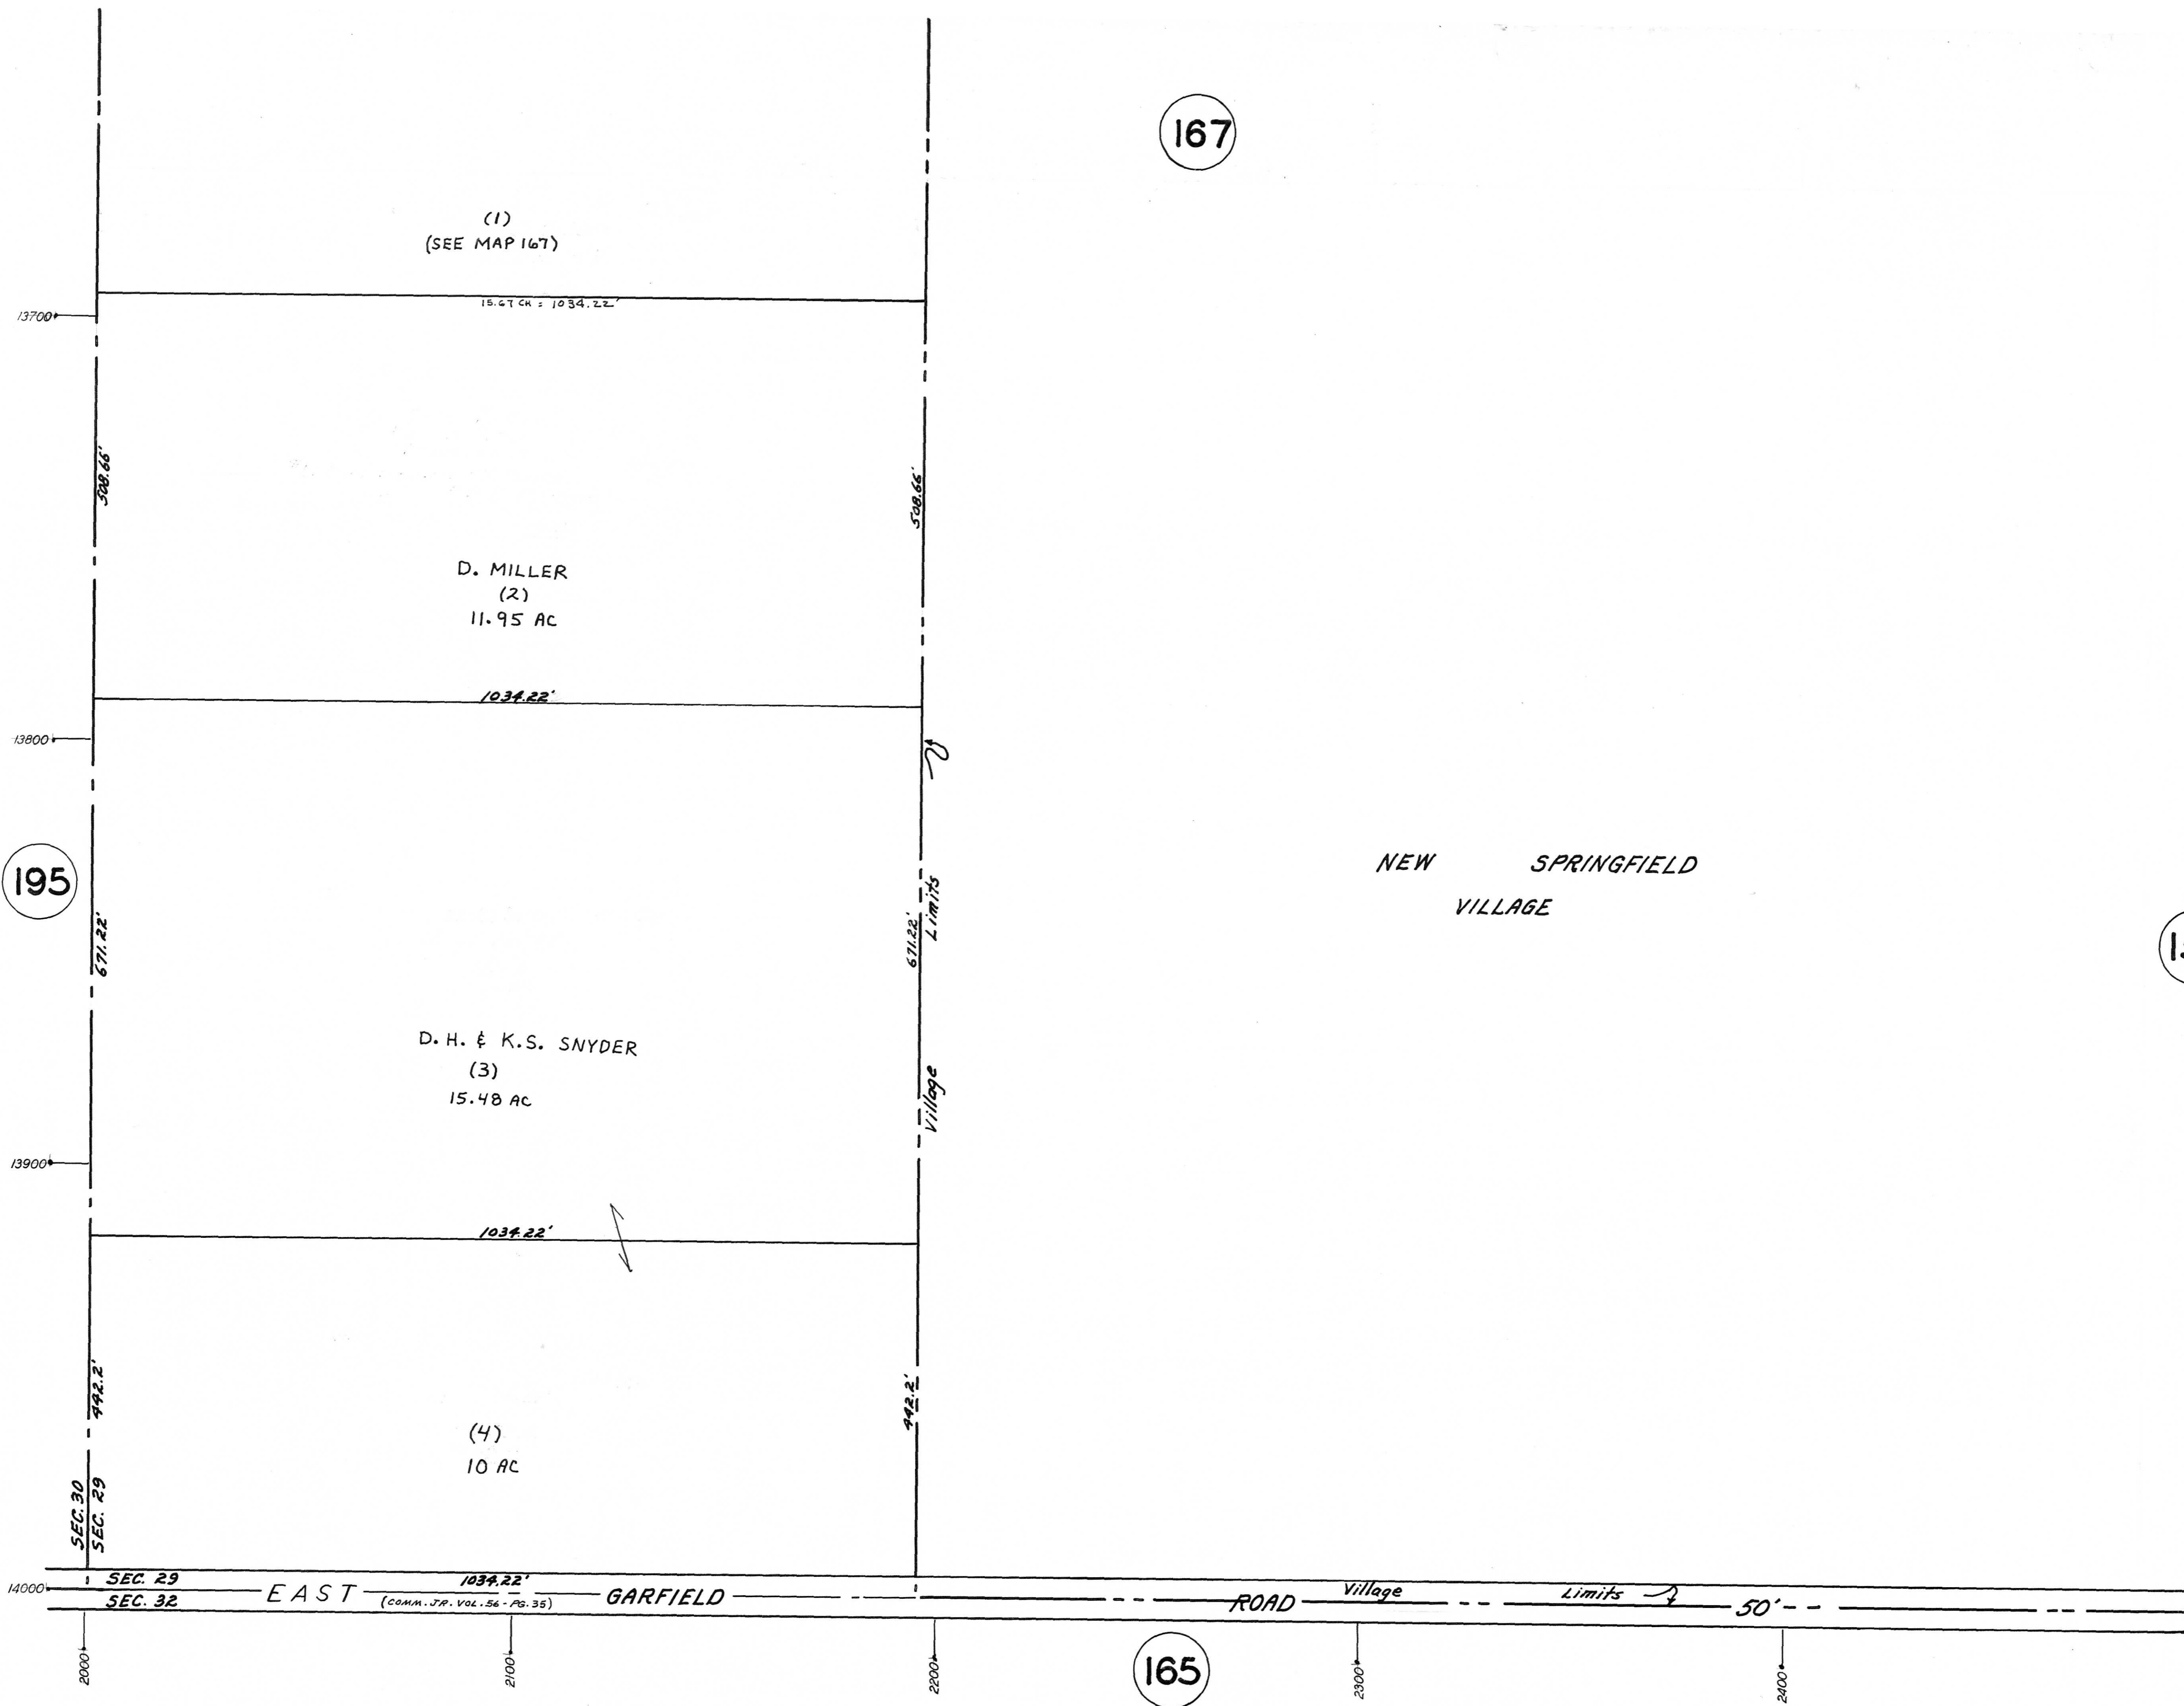 167
(1)
(SEE MAP 167)
15.67 CH = 1034.22'
13700
508.66'
508.66'
D. MILLER
(2)
11.95 AC
1034.22'
13800
195
NEW SPRINGFIELD
VILLAGE
671.22'
671.22'
Village Limits
D. H. & K.S. SNYDER
(3)
15.48 AC
13900
1034.22'
442.2'
442.2'
(4)
10 AC
SEC. 30
SEC. 29
14000
SEC. 29
1034.22'
EAST GARFIELD ROAD
Village Limits
50'
SEC. 32
(COMM. JR. VOL. 56 - PG. 35)
2000
2100
2200
2300
2400
165